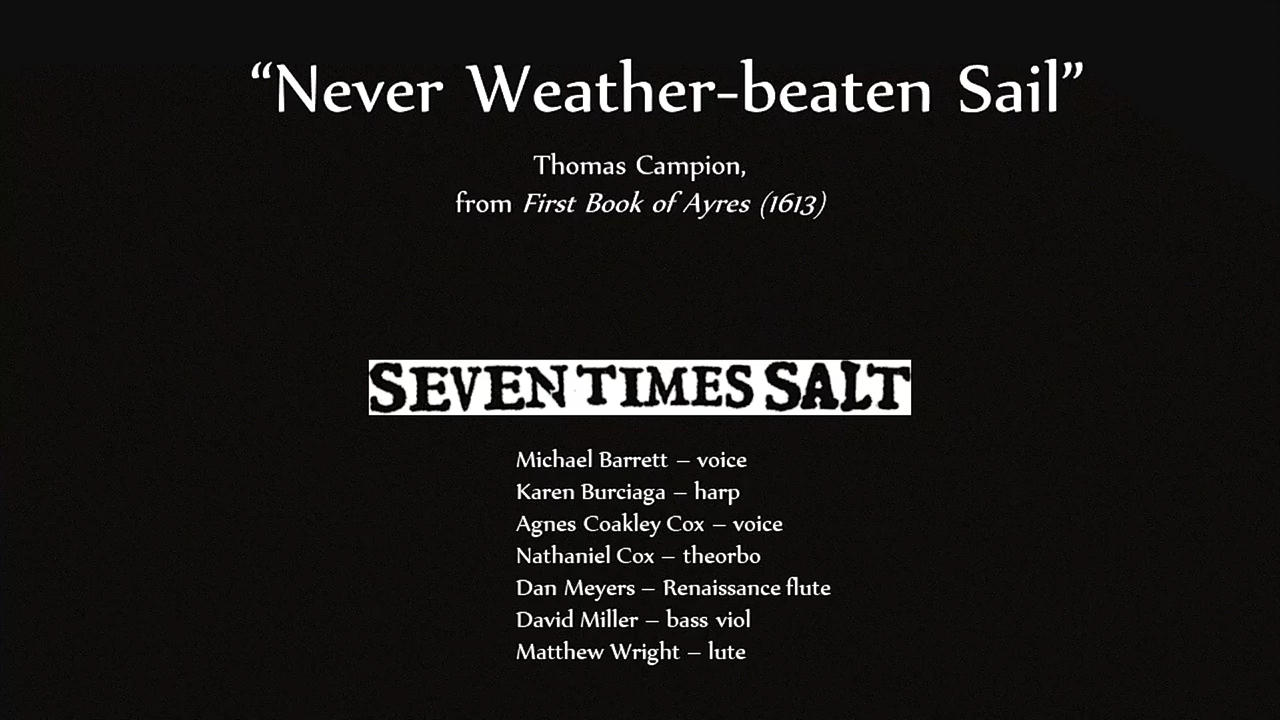 “Never Weather-beaten Sail”
Thomas Campion,
from First Book of Ayres (1613)
SEVEN TIMES SALT
Michael Barrett – voice
Karen Burciaga – harp
Agnes Coakley Cox – voice
Nathaniel Cox – theorbo
Dan Meyers – Renaissance flute
David Miller – bass viol
Matthew Wright – lute